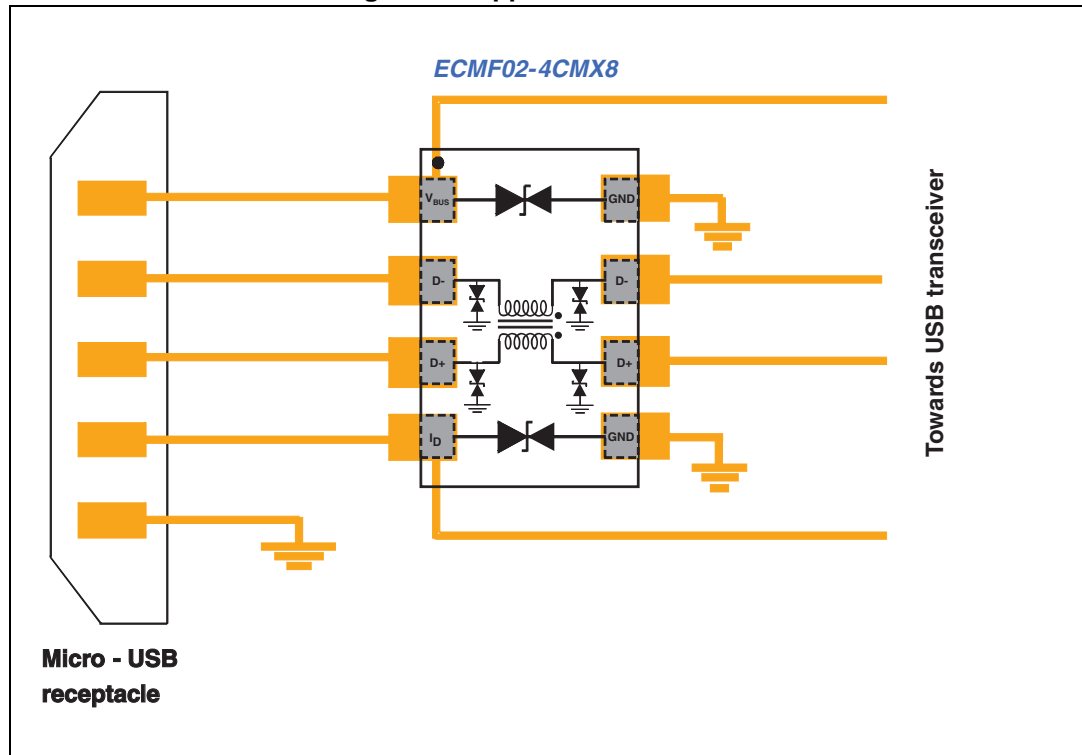 ECMF02-4CMX8
VBUS
GND
D-
D-
D+
D+
ID
GND
Towards USB transceiver
Micro - USB
receptacle